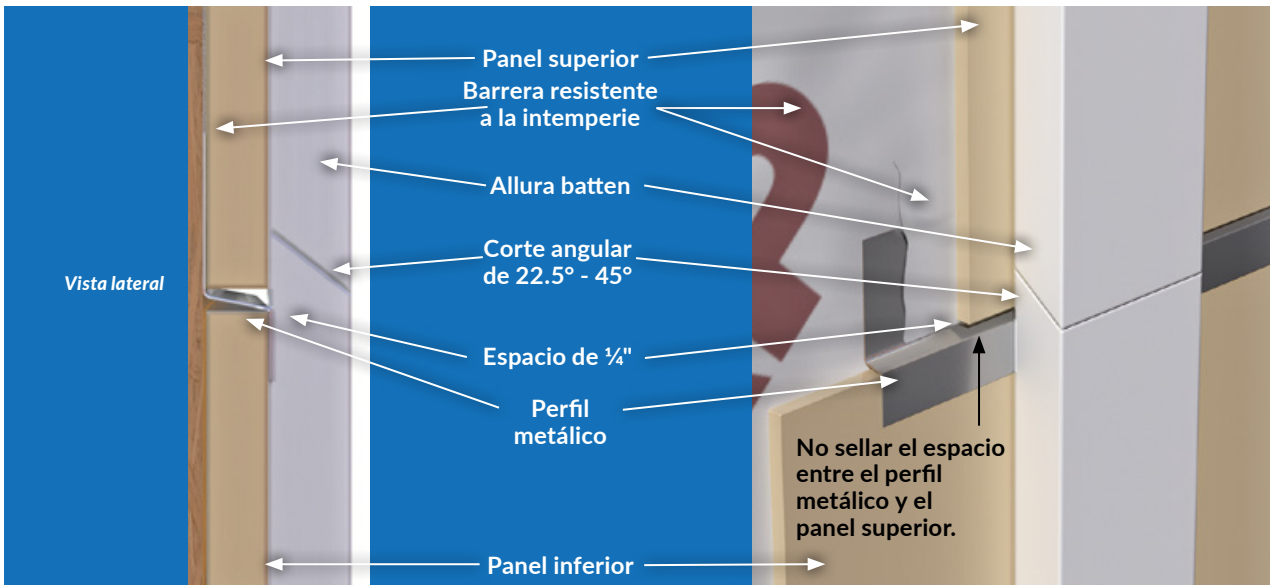 Panel superior
Barrera resistente
a la intemperie
Allura batten
Corte angular
de 22.5° - 45°
Vista lateral
Espacio de ¼"
Perfil
metálico
No sellar el espacio
entre el perfil
metálico y el
panel superior.
Panel inferior